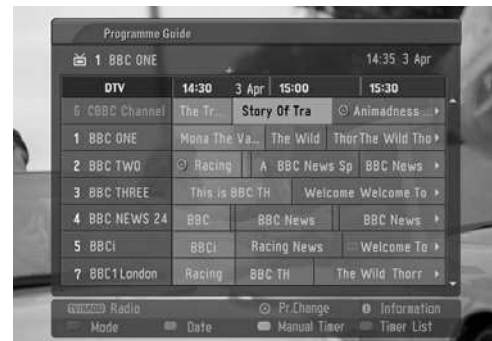 Programme Guide
1 BBC ONE 14:35 3 Apr
DTV 14:30 3 Apr 15:00 15:30
6 CBBC Channel The Tr... Story Of Tra Animadness ...
1 BBC ONE Mona The Va... The Wild Thor The Wild Tho
2 BBC TWO Racing A BBC News Sp BBC News
3 BBC THREE This is BBC TH Welcome Welcome To
4 BBC NEWS 24 BBC BBC News BBC News
5 BBCi BBCi Racing News Welcome To
7 BBC1 London Racing BBC TH The Wild Thorr
TV/RADIO Radio Pr.Change Information
Mode Date Manual Timer Timer List